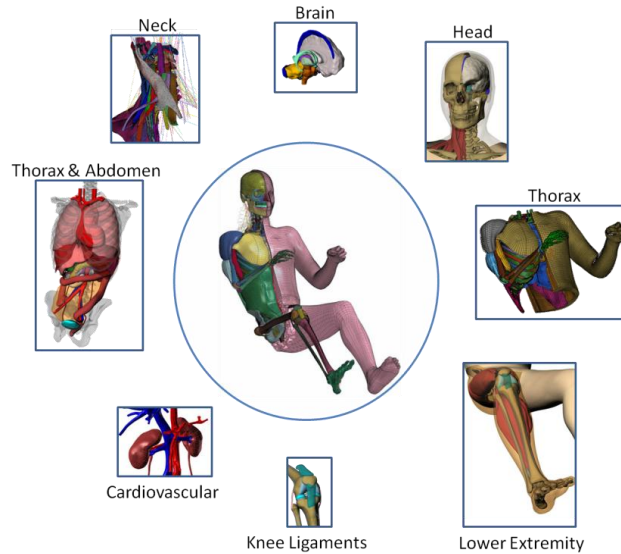 Neck
Brain
Head
Thorax & Abdomen
Thorax
Cardiovascular
Knee Ligaments
Lower Extremity